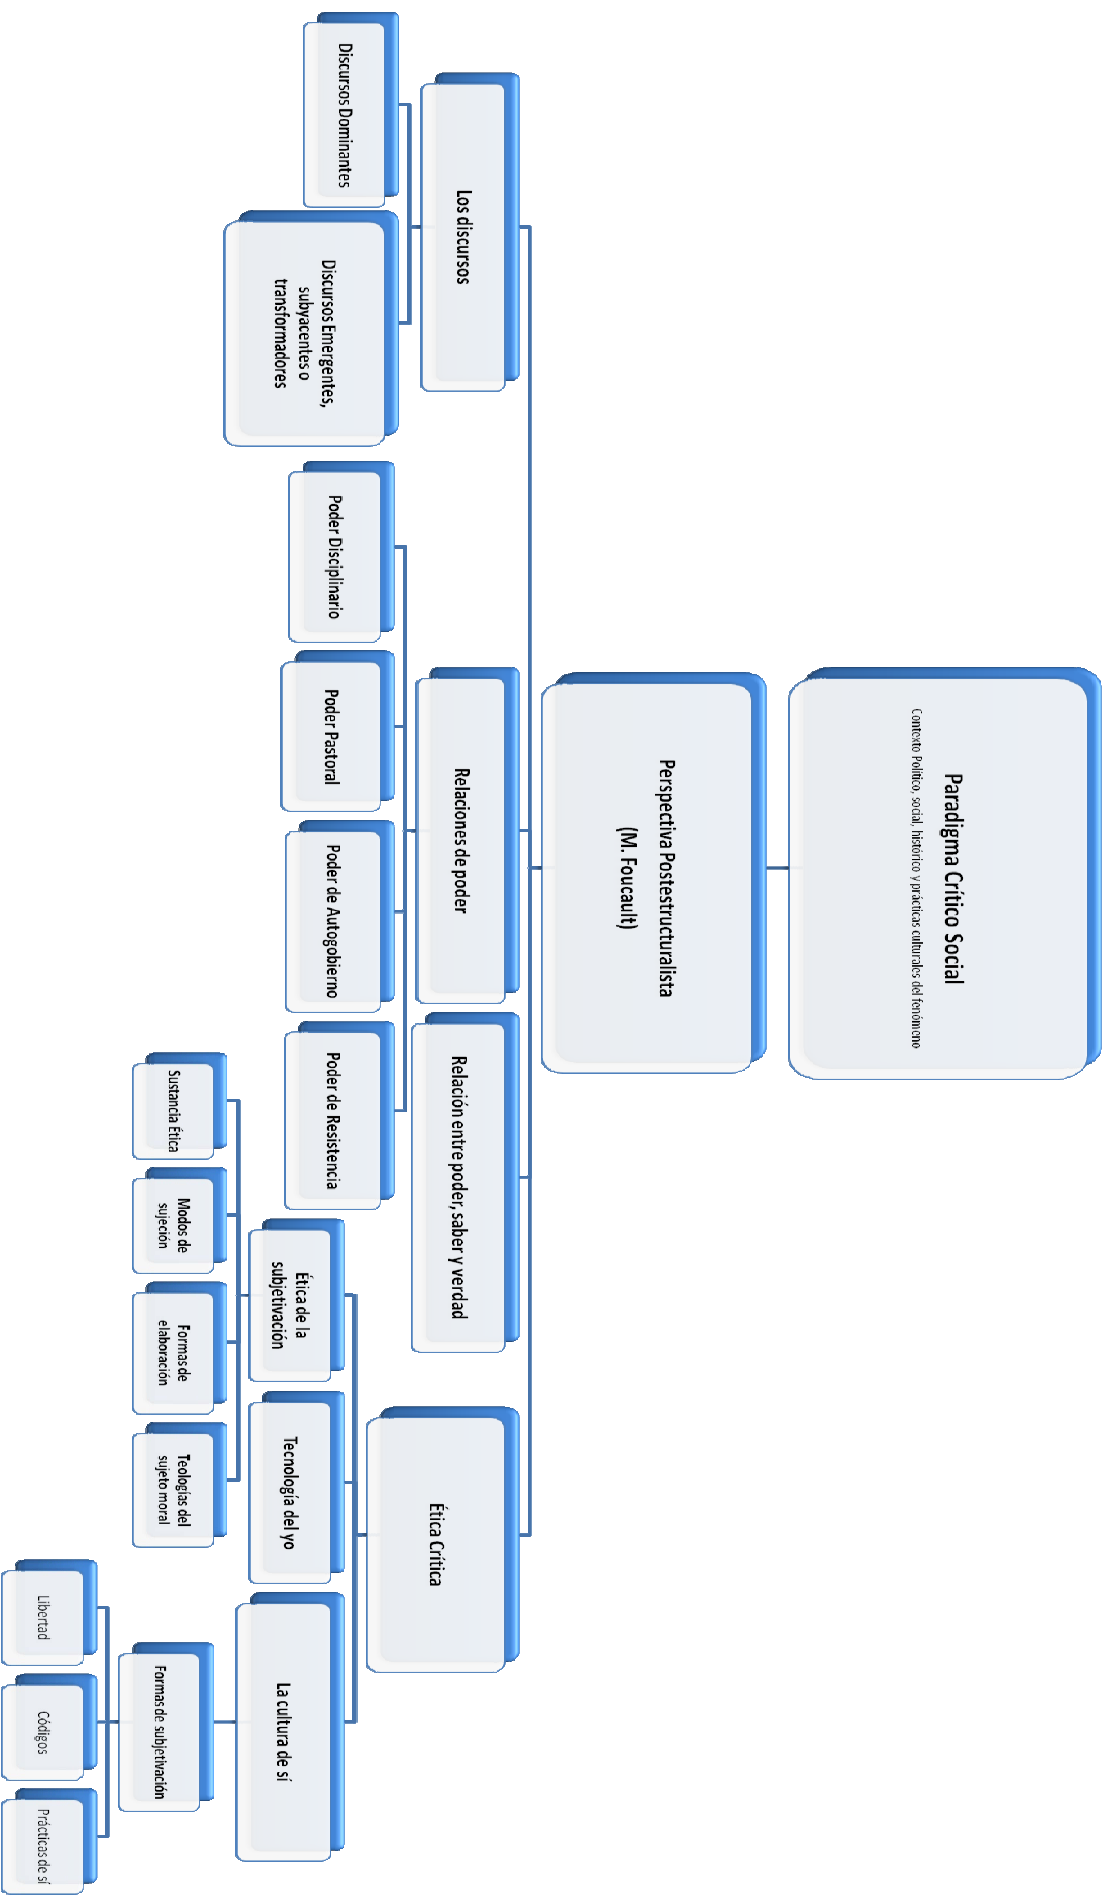 Paradigma Crítico Social
Contexto Político, social, histórico y prácticas culturales del fenómeno
Perspectiva Postestructuralista
(M. Foucault)
Los discursos
Relaciones de poder
Relación entre poder, saber y verdad
Ética Crítica
Discursos Dominantes
Discursos Emergentes,
subyacentes o
transformadores
Poder Disciplinario
Poder Pastoral
Poder de Autogobierno
Poder de Resistencia
Ética de la
subjetivación
Tecnología del yo
La cultura de sí
Sustancia Ética
Modos de
sujeción
Formas de
elaboración
Teologías del
sujeto moral
Formas de subjetivación
Libertad
Códigos
Prácticas de sí